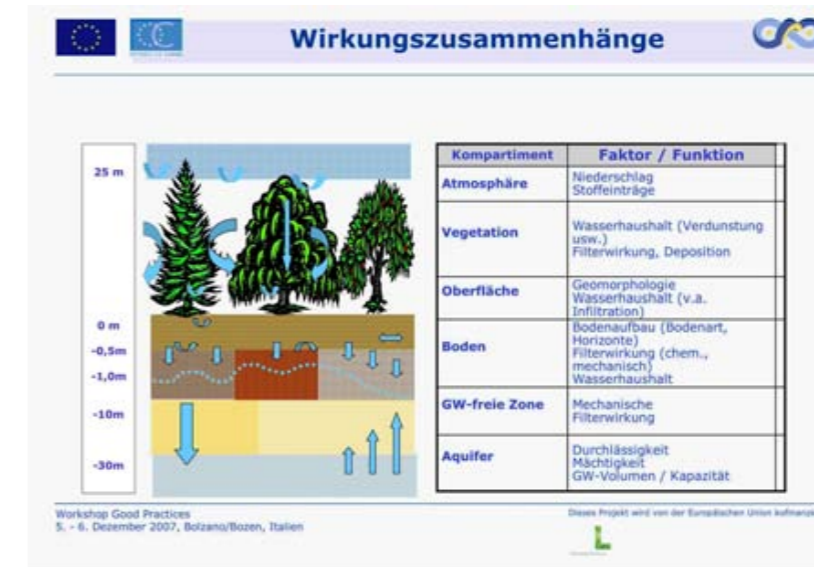 Wirkungszusammenhänge
25 m
0 m
-0,5m
-1,0m
-10m
-30m
Kompartiment Faktor / Funktion
Atmosphäre Niederschlag
Stoffeinträge
Vegetation Wasserhaushalt (Verdunstung
usw.)
Filterwirkung, Deposition
Oberfläche Geomorphologie
Wasserhaushalt (v.a.
Infiltration)
Boden Bodenaufbau (Bodenart,
Horizonte)
Filterwirkung (chem.,
mechanisch)
Wasserhaushalt
GW-freie Zone Mechanische
Filterwirkung
Aquifer Durchlässigkeit
Mächtigkeit
GW-Volumen / Kapazität
Workshop Good Practices
5. - 6. Dezember 2007, Bolzano/Bozen, Italien
Dieses Projekt wird von der Europäischen Union kofinanzie
L